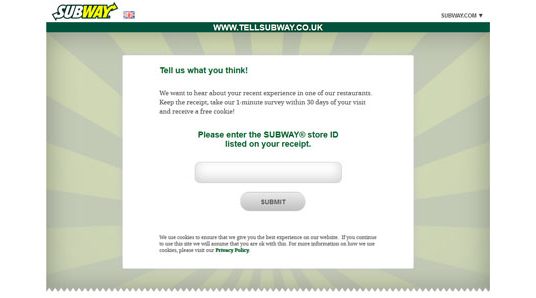 SUBWAY
SUBWAY.COM ▼
WWW.TELLSUBWAY.CO.UK
Tell us what you think!
We want to hear about your recent experience in one of our restaurants.
Keep the receipt, take our 1-minute survey within 30 days of your visit
and receive a free cookie!
Please enter the SUBWAY® store ID
listed on your receipt.
SUBMIT
We use cookies to ensure that we give you the best experience on our website. If you continue
to use this site we will assume that you are ok with this. For more information on how we use
cookies, please visit our Privacy Policy.